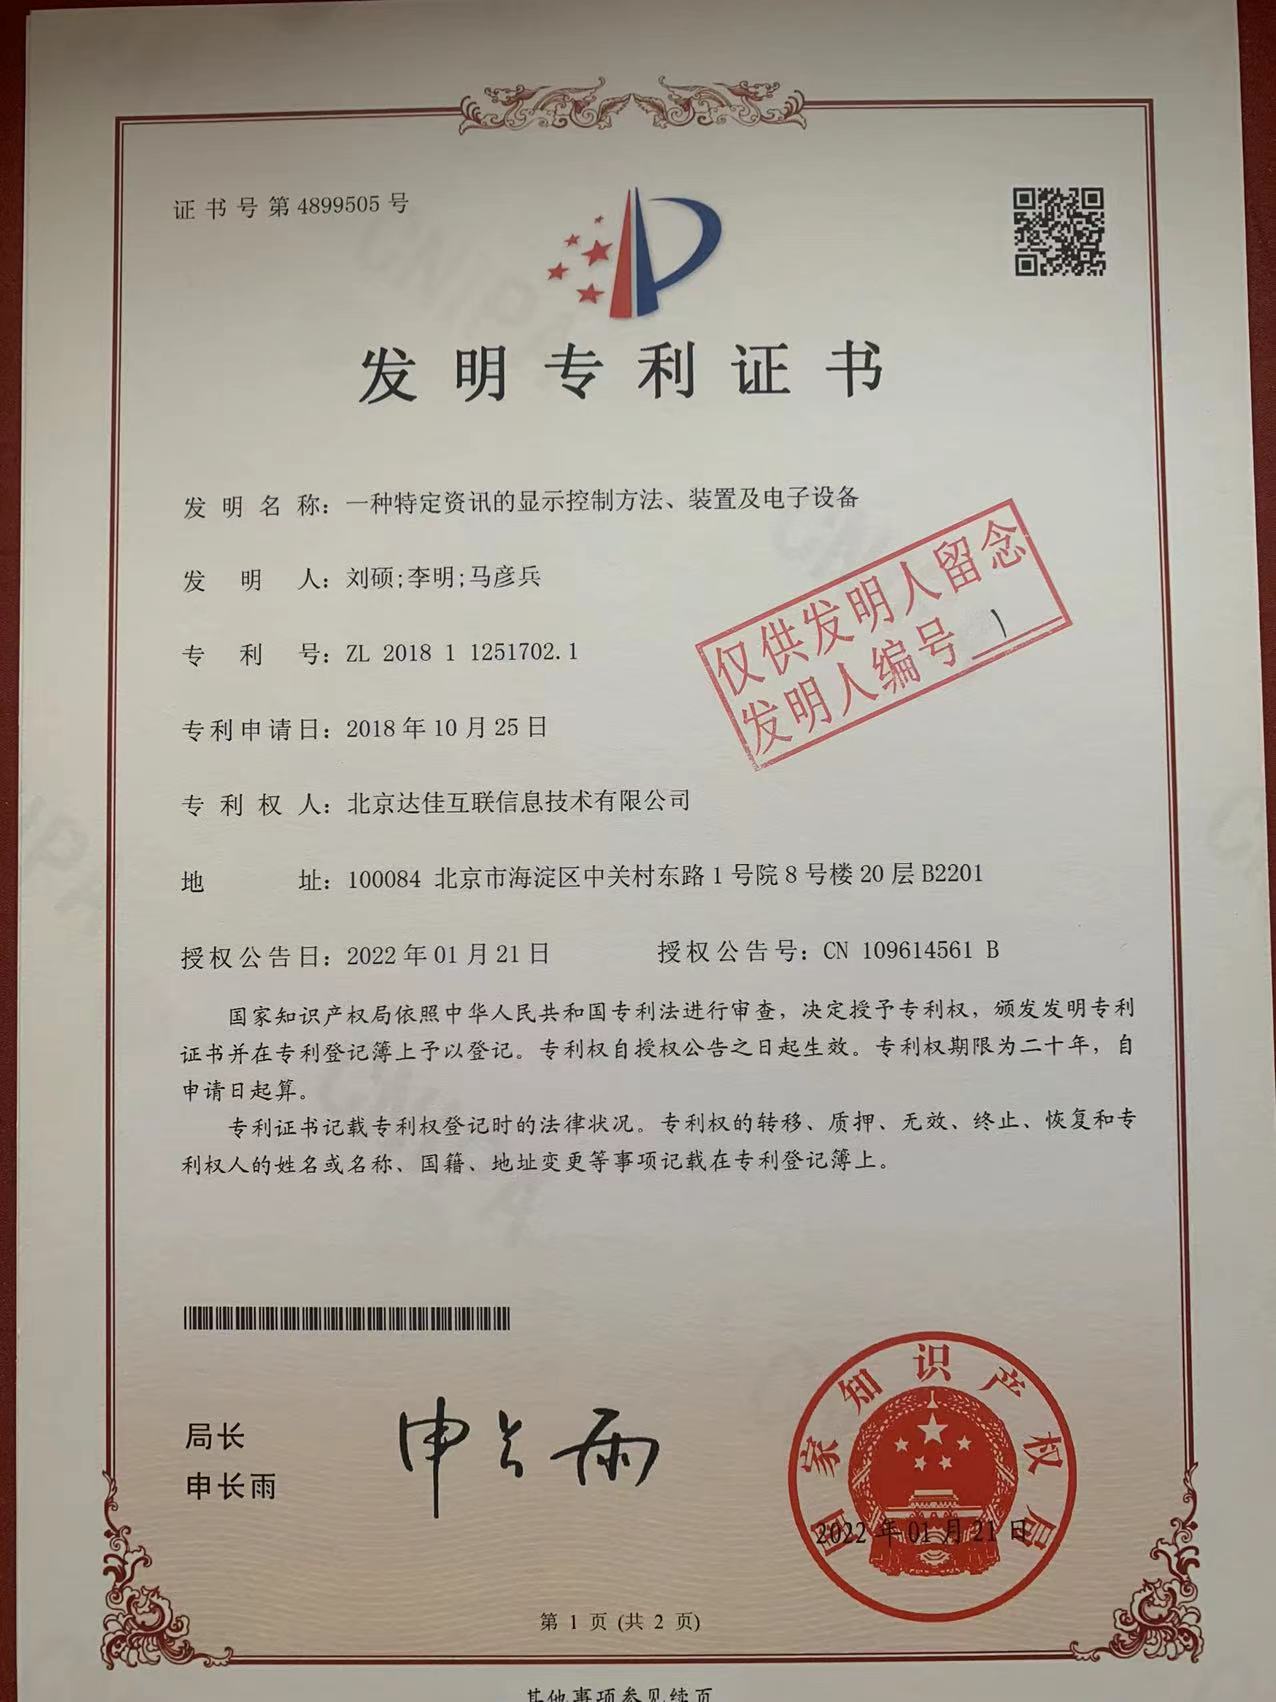 证书号第4899505号
发明专利证书
发明名称：一种特定资讯的显示控制方法、装置及电子设备
发明人：刘硕;李明;马彦兵
专利号：ZL 2018 1 1251702.1
专利申请日：2018年10月25日
专利权人：北京达佳互联信息技术有限公司
地址：100084 北京市海淀区中关村东路1号院8号楼20层B2201
授权公告日：2022年01月21日 授权公告号：CN 109614561 B
仅供发明人留念
发明人编号 1
国家知识产权局依照中华人民共和国专利法进行审查，决定授予专利权，颁发发明专利
证书并在专利登记簿上予以登记。专利权自授权公告之日起生效。专利权期限为二十年，自
申请日起算。
专利证书记载专利权登记时的法律状况。专利权的转移、质押、无效、终止、恢复和专
利权人的姓名或名称、国籍、地址变更等事项记载在专利登记簿上。
局长
申长雨
申长雨
国家知识产权局
2022年01月21日
第 1 页 (共 2 页)
其他事项参见续页